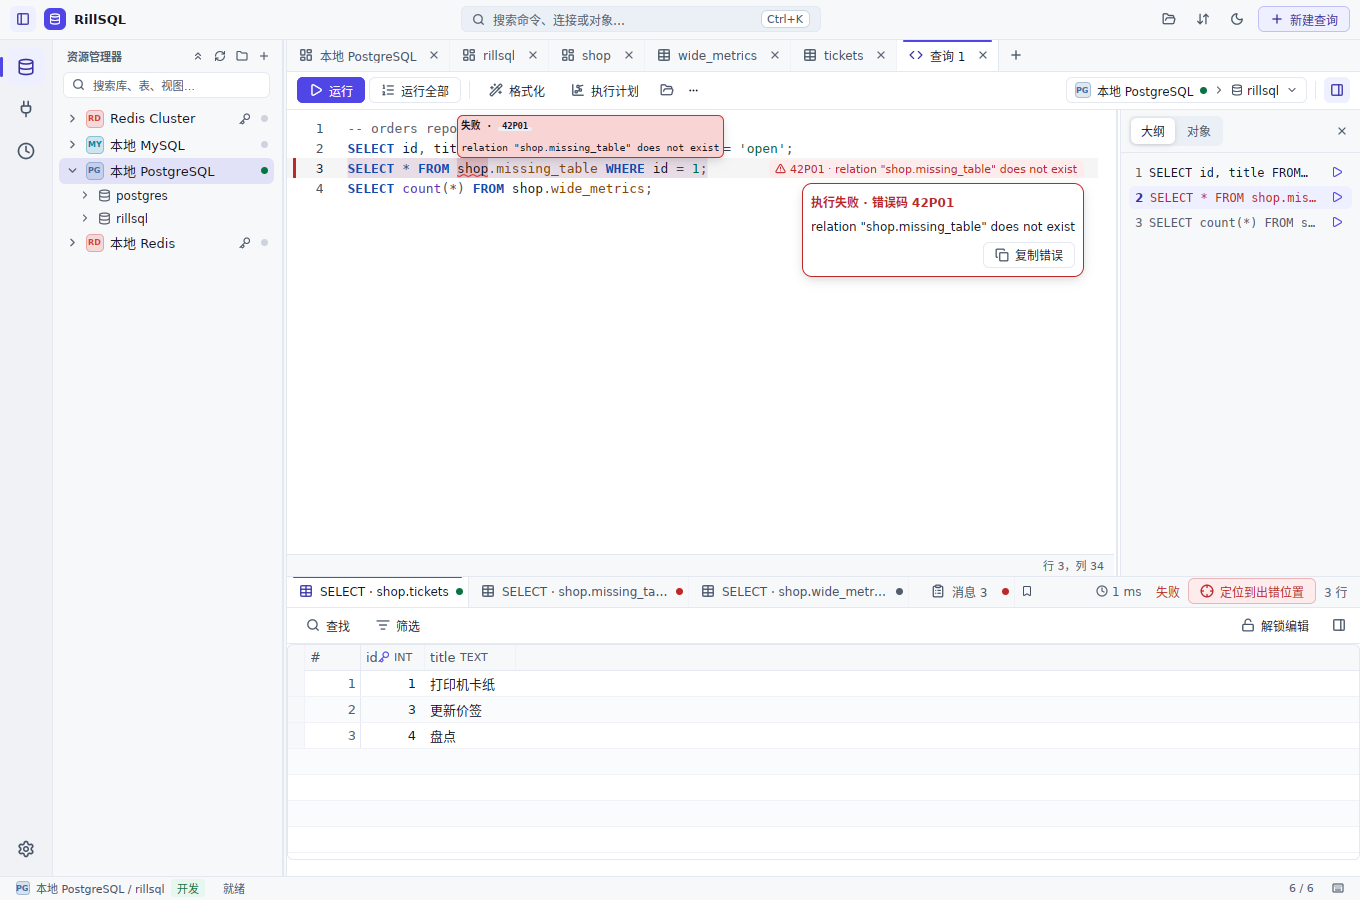 RillSQL
搜索命令、连接或对象...
Ctrl+K
新建查询
资源管理器
搜索库、表、视图...
RD Redis Cluster
MY 本地 MySQL
PG 本地 PostgreSQL
postgres
rillsql
RD 本地 Redis
本地 PostgreSQL
rillsql
shop
wide_metrics
tickets
查询 1
运行
运行全部
格式化
执行计划
PG 本地 PostgreSQL
rillsql
1 -- orders repo
失败 · 42P01
relation "shop.missing_table" does not exist
2 SELECT id, tit = 'open';
3 SELECT * FROM shop.missing_table WHERE id = 1;
42P01 · relation "shop.missing_table" does not exist
4 SELECT count(*) FROM shop.wide_metrics;
执行失败 · 错误码 42P01
relation "shop.missing_table" does not exist
复制错误
行 3，列 34
大纲
对象
1 SELECT id, title FROM…
2 SELECT * FROM shop.mis…
3 SELECT count(*) FROM s…
SELECT · shop.tickets
SELECT · shop.missing_ta...
SELECT · shop.wide_metr...
消息 3
1 ms
失败
定位到出错位置
3 行
查找
筛选
解锁编辑
# id INT title TEXT
1 1 打印机卡纸
2 3 更新价签
3 4 盘点
PG 本地 PostgreSQL / rillsql
开发
就绪
6 / 6